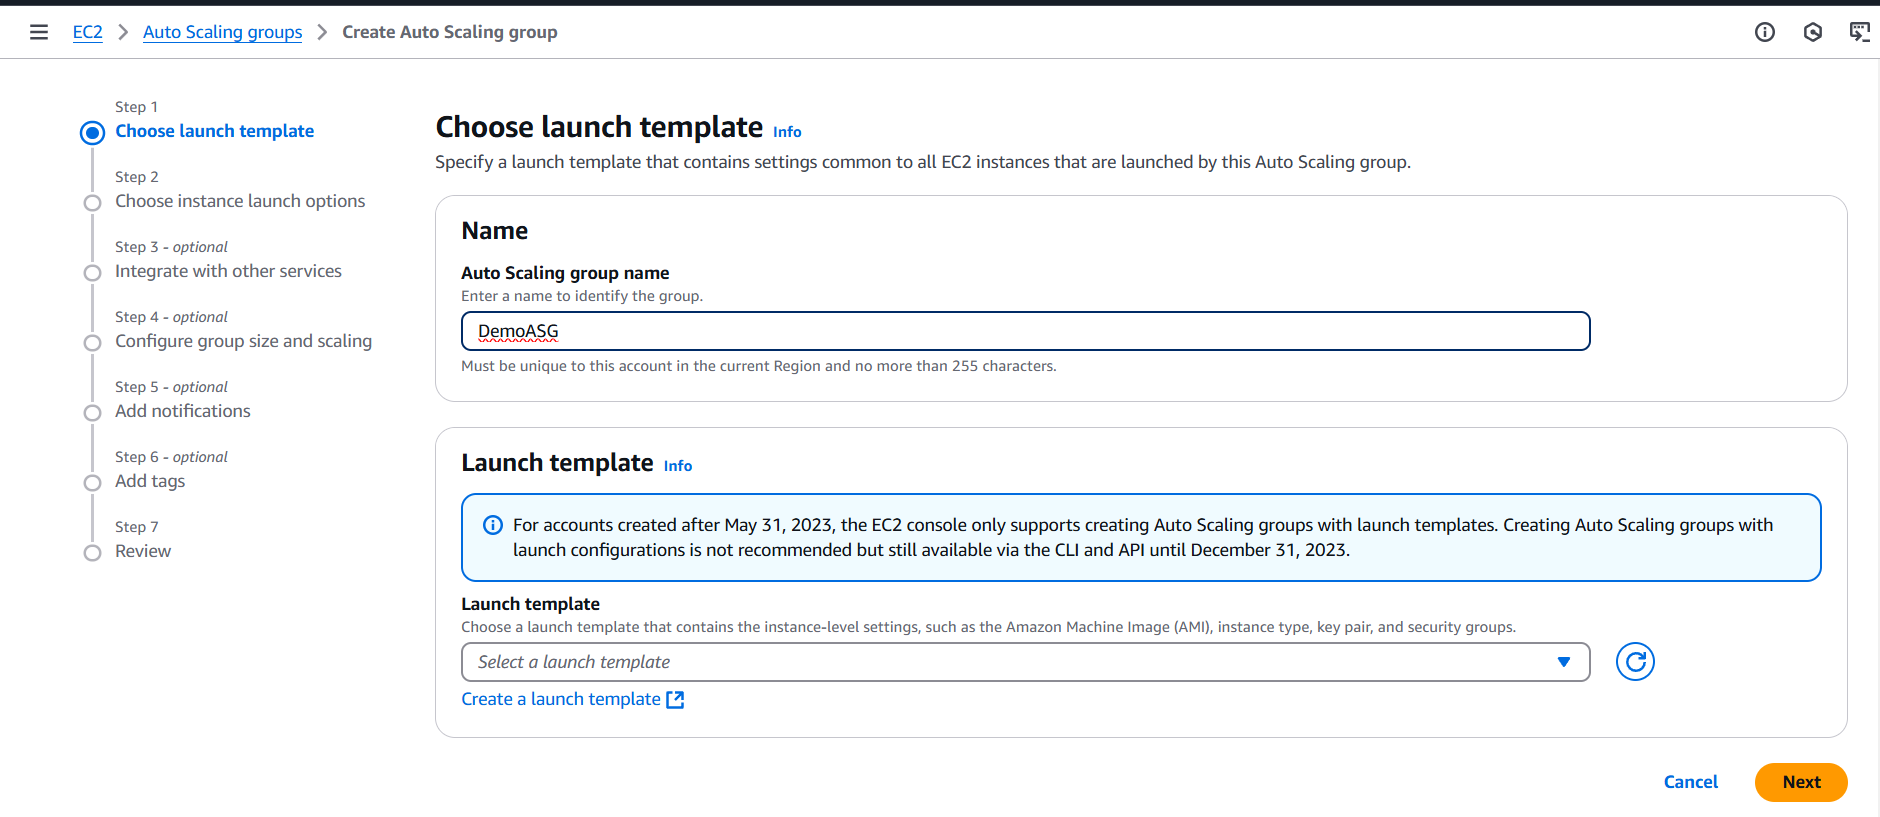 EC2 > Auto Scaling groups > Create Auto Scaling group
Step 1
Choose launch template
Step 2
Choose instance launch options
Step 3 - optional
Integrate with other services
Step 4 - optional
Configure group size and scaling
Step 5 - optional
Add notifications
Step 6 - optional
Add tags
Step 7
Review
Choose launch template Info
Specify a launch template that contains settings common to all EC2 instances that are launched by this Auto Scaling group.
Name
Auto Scaling group name
Enter a name to identify the group.
DemoASG
Must be unique to this account in the current Region and no more than 255 characters.
Launch template Info
For accounts created after May 31, 2023, the EC2 console only supports creating Auto Scaling groups with launch templates. Creating Auto Scaling groups with
launch configurations is not recommended but still available via the CLI and API until December 31, 2023.
Launch template
Choose a launch template that contains the instance-level settings, such as the Amazon Machine Image (AMI), instance type, key pair, and security groups.
Select a launch template
Create a launch template
Cancel
Next